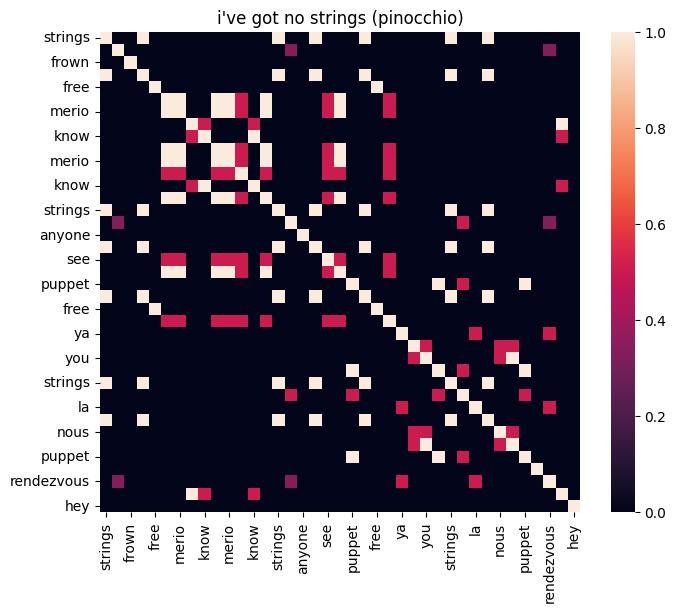 i've got no strings (pinocchio)
strings
frown
free
merio
know
merio
know
strings
anyone
see
puppet
free
ya
you
strings
la
nous
puppet
rendezvous
hey
1.0
0.8
0.6
0.4
0.2
0.0
strings
frown
free
merio
know
merio
know
strings
anyone
see
puppet
free
ya
you
strings
la
nous
puppet
rendezvous
hey